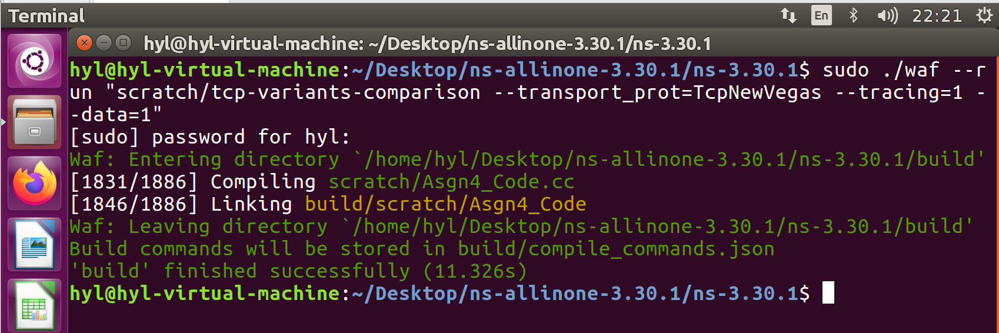 Terminal
En
22:21
hyl@hyl-virtual-machine: ~/Desktop/ns-allinone-3.30.1/ns-3.30.1
hyl@hyl-virtual-machine:~/Desktop/ns-allinone-3.30.1/ns-3.30.1$ sudo ./waf --r
un "scratch/tcp-variants-comparison --transport_prot=TcpNewVegas --tracing=1 -
-data=1"
[sudo] password for hyl:
Waf: Entering directory `/home/hyl/Desktop/ns-allinone-3.30.1/ns-3.30.1/build'
[1831/1886] Compiling scratch/Asgn4_Code.cc
[1846/1886] Linking build/scratch/Asgn4_Code
Waf: Leaving directory `/home/hyl/Desktop/ns-allinone-3.30.1/ns-3.30.1/build'
Build commands will be stored in build/compile_commands.json
'build' finished successfully (11.326s)
hyl@hyl-virtual-machine:~/Desktop/ns-allinone-3.30.1/ns-3.30.1$